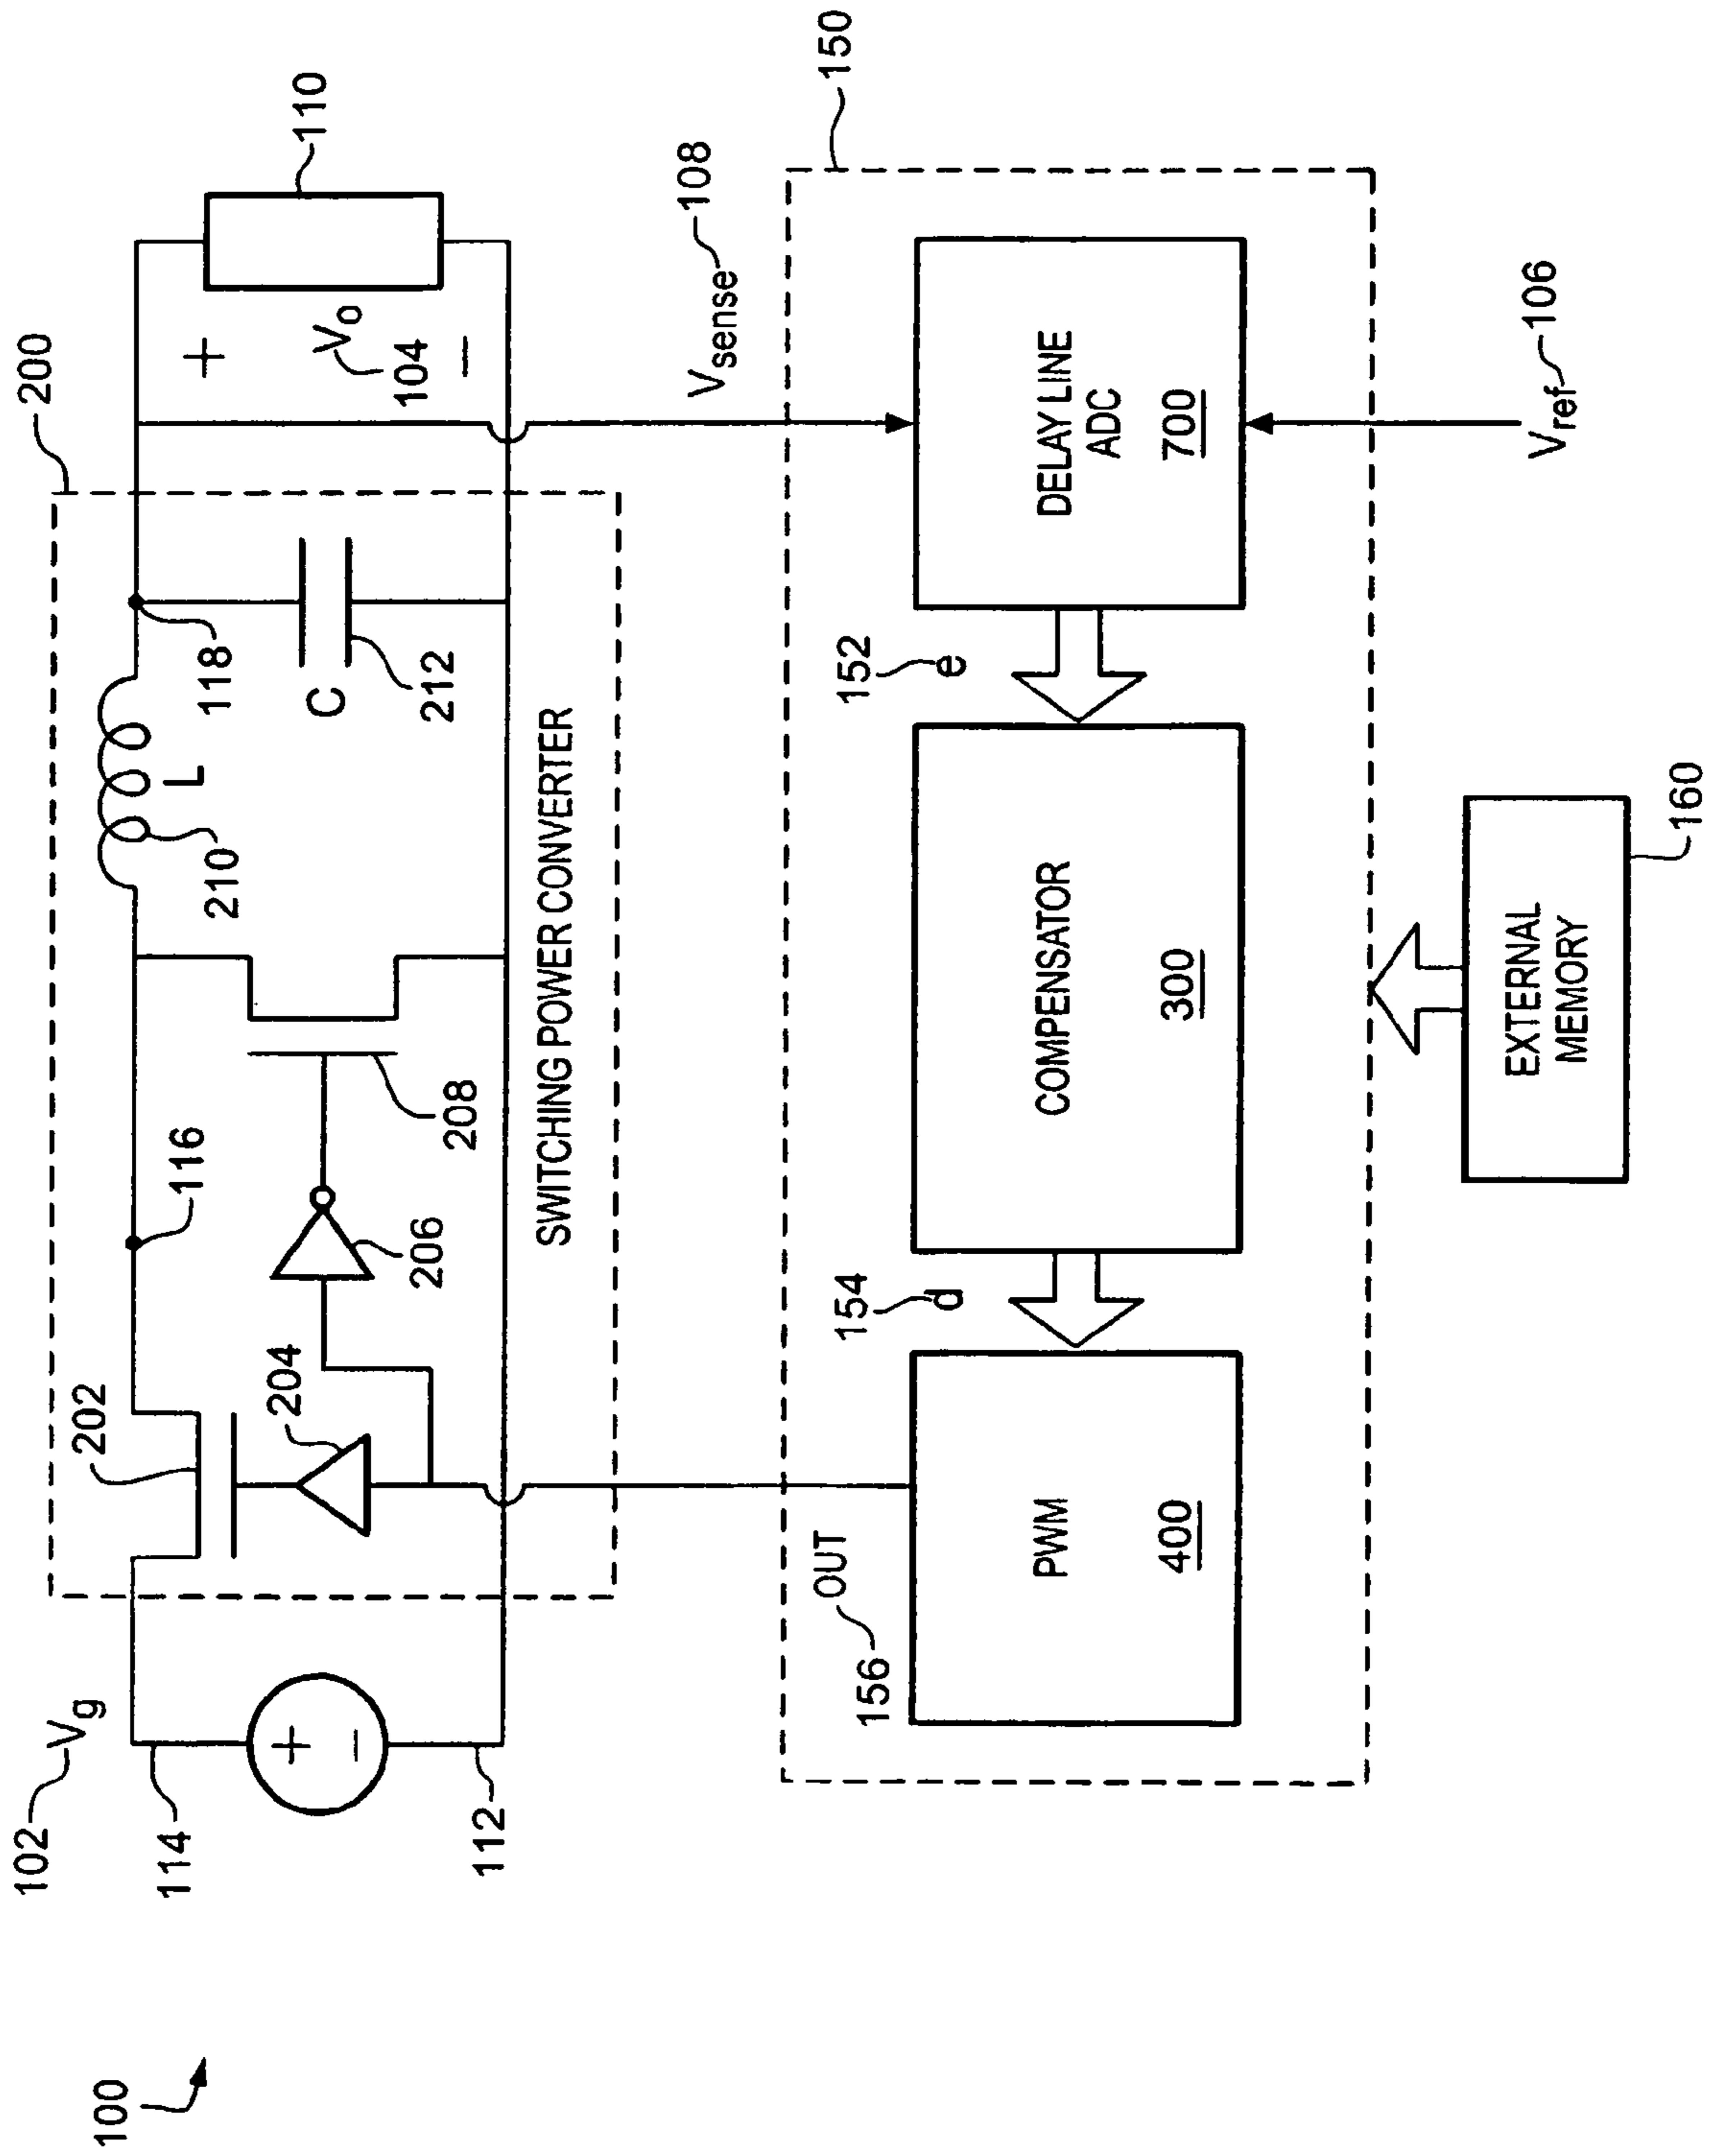 100
102
Vg
114
112
200
202
204
206
208
116
210
L
118
C
212
SWITCHING POWER CONVERTER
+
−
+
Vo
104
−
110
Vsense
108
150
156
OUT
PWM
400
154
d
COMPENSATOR
300
152
e
DELAY LINE
ADC
700
Vref
106
EXTERNAL
MEMORY
160